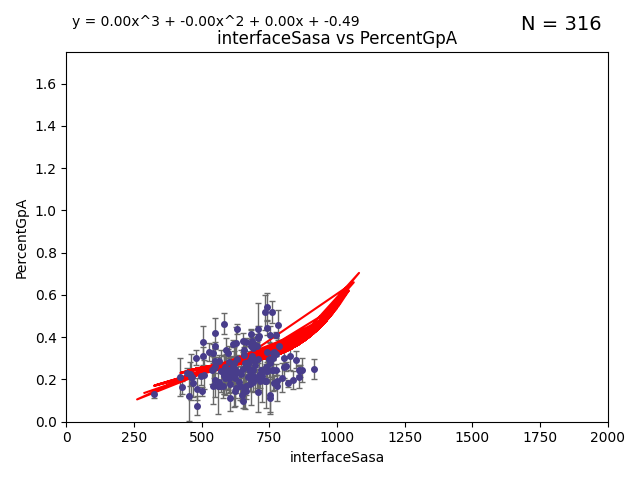 y = 0.00x^3 + -0.00x^2 + 0.00x + -0.49
N = 316
interfaceSasa vs PercentGpA
PercentGpA
1.6
1.4
1.2
1.0
0.8
0.6
0.4
0.2
0.0
0 250 500 750 1000 1250 1500 1750 2000
interfaceSasa